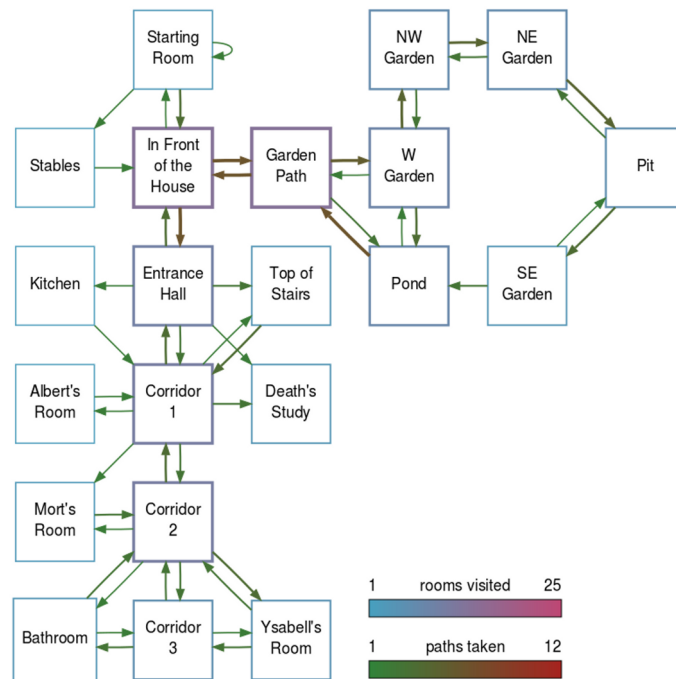 Starting
Room
NW
Garden
NE
Garden
Stables
In Front
of the
House
Garden
Path
W
Garden
Pit
Kitchen
Entrance
Hall
Top of
Stairs
Pond
SE
Garden
Albert's
Room
Corridor
1
Death's
Study
Mort's
Room
Corridor
2
Bathroom
Corridor
3
Ysabell's
Room
1 rooms visited 25
1 paths taken 12